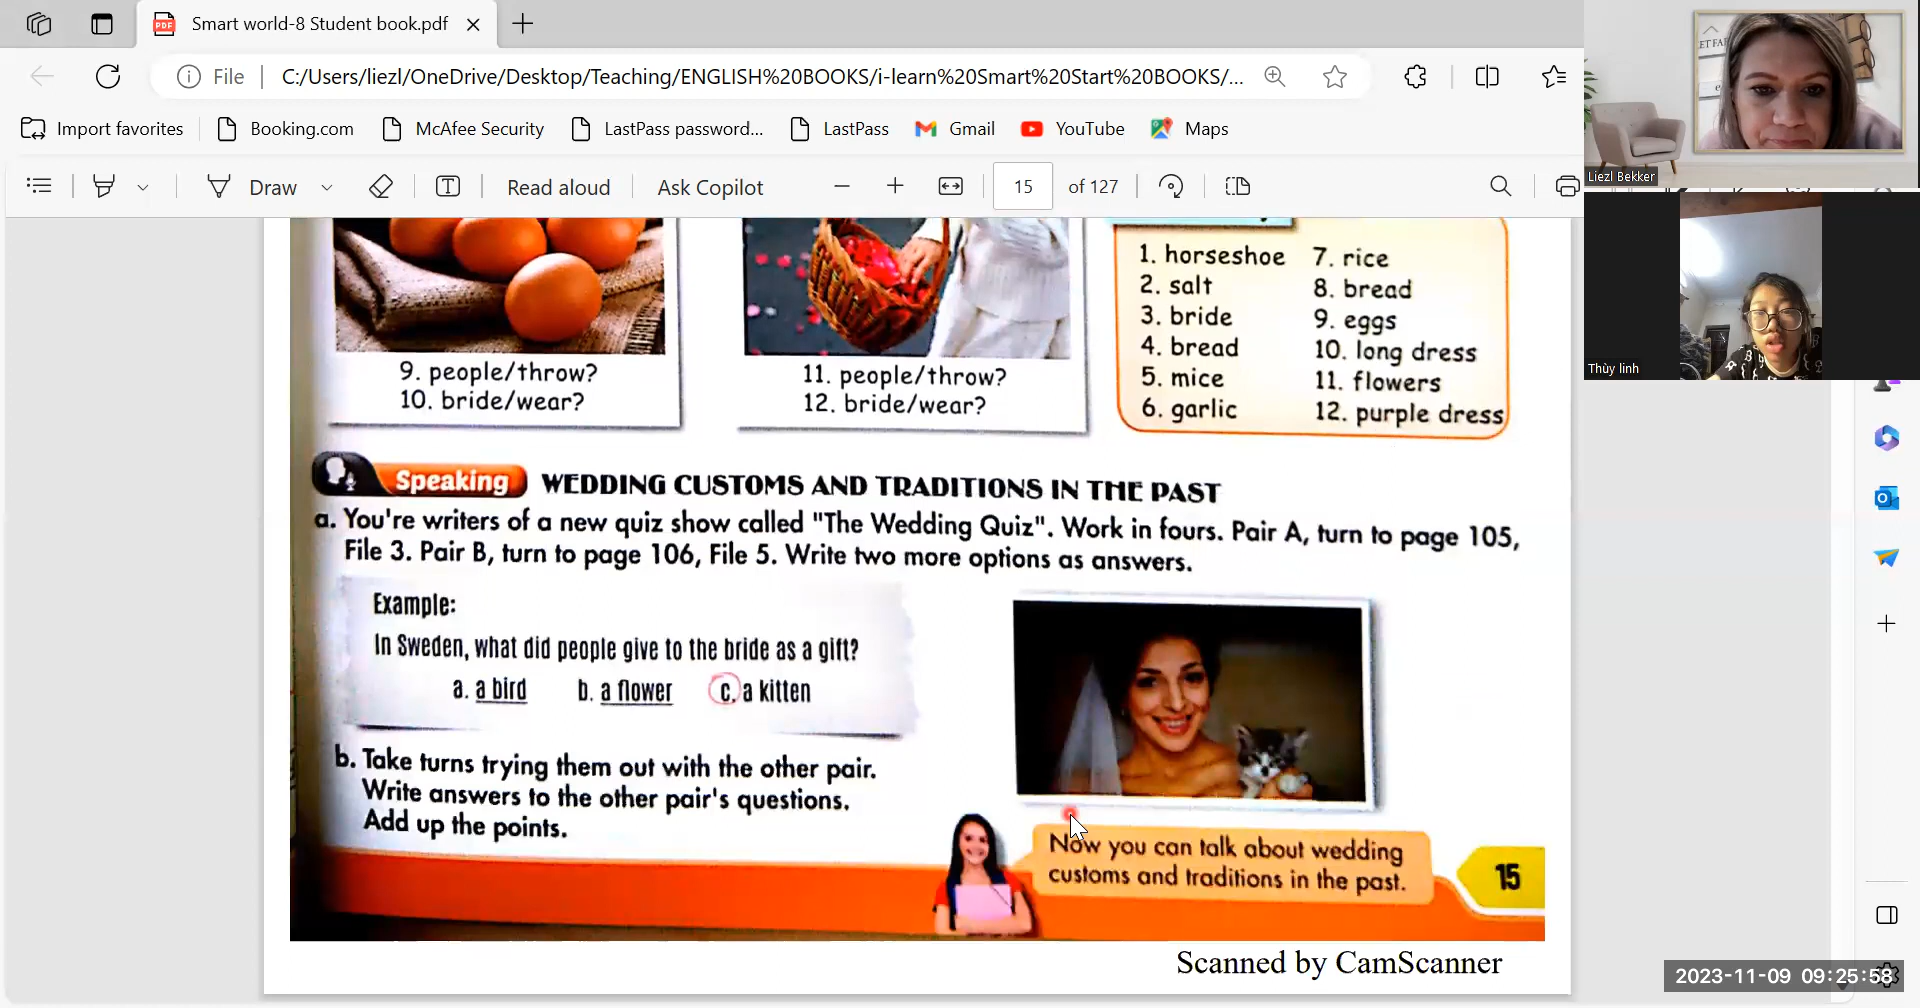 Smart world-8 Student book.pdf
File
C:/Users/liezl/OneDrive/Desktop/Teaching/ENGLISH%20BOOKS/i-learn%20Smart%20Start%20BOOKS/...
Import favorites
Booking.com
McAfee Security
LastPass password...
LastPass
Gmail
YouTube
Maps
Draw
Read aloud
Ask Copilot
15
of 127
Liezl Bekker
Thùy linh
9. people/throw?
10. bride/wear?
11. people/throw?
12. bride/wear?
1. horseshoe
2. salt
3. bride
4. bread
5. mice
6. garlic
7. rice
8. bread
9. eggs
10. long dress
11. flowers
12. purple dress
Speaking
WEDDING CUSTOMS AND TRADITIONS IN THE PAST
a. You're writers of a new quiz show called "The Wedding Quiz". Work in fours. Pair A, turn to page 105,
File 3. Pair B, turn to page 106, File 5. Write two more options as answers.
Example:
In Sweden, what did people give to the bride as a gift?
a. a bird b. a flower c. a kitten
b. Take turns trying them out with the other pair.
Write answers to the other pair's questions.
Add up the points.
Now you can talk about wedding
customs and traditions in the past.
15
Scanned by CamScanner
2023-11-09 09:25:58